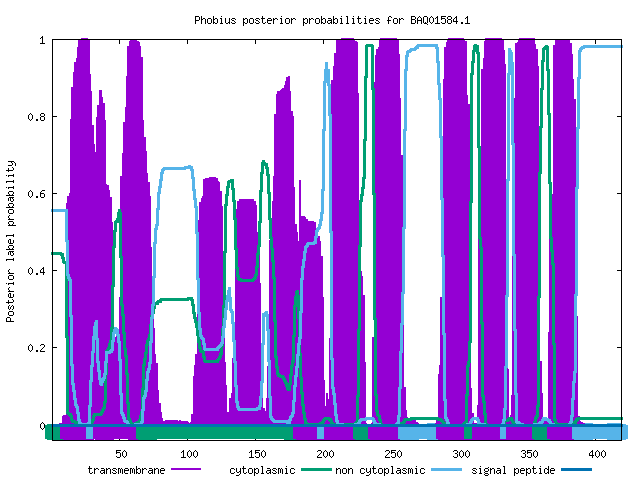 Phobius posterior probabilities for BAQ01584.1
Posterior label probability
1
0.8
0.6
0.4
0.2
0
50
100
150
200
250
300
350
400
transmembrane
cytoplasmic
non cytoplasmic
signal peptide